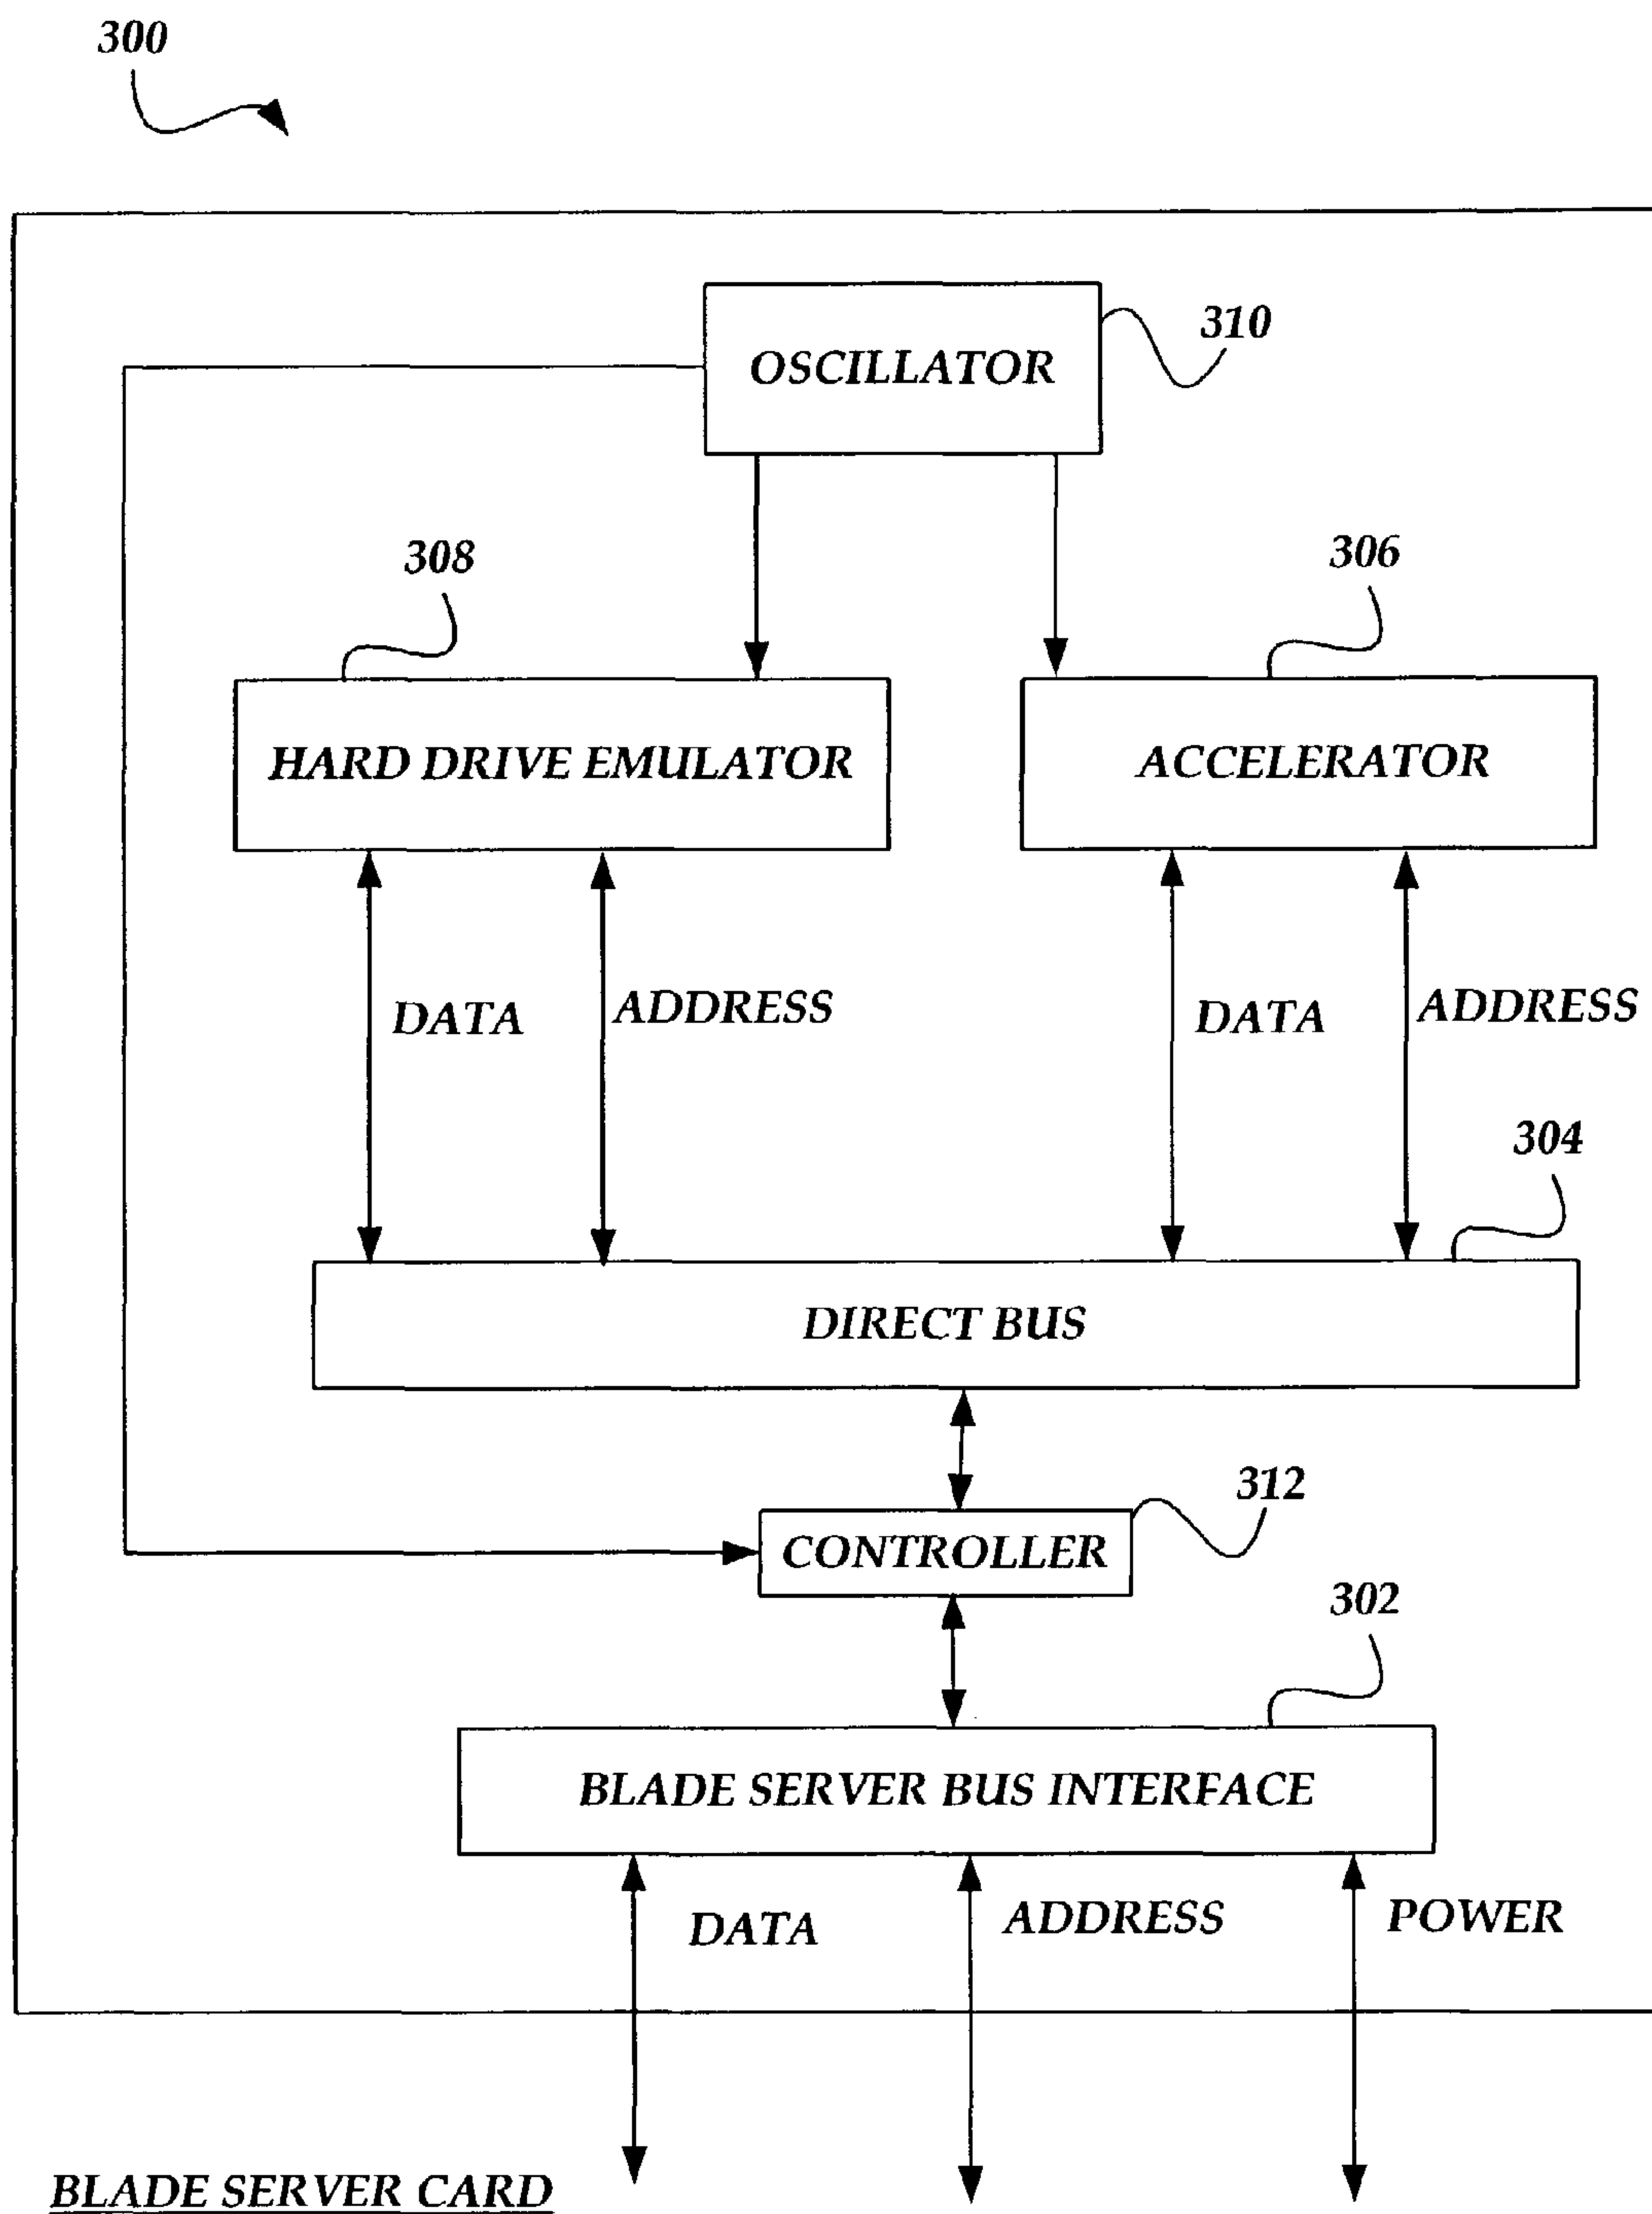 300
OSCILLATOR
310
308
306
HARD DRIVE EMULATOR
ACCELERATOR
DATA
ADDRESS
DATA
ADDRESS
304
DIRECT BUS
312
CONTROLLER
302
BLADE SERVER BUS INTERFACE
DATA
ADDRESS
POWER
BLADE SERVER CARD